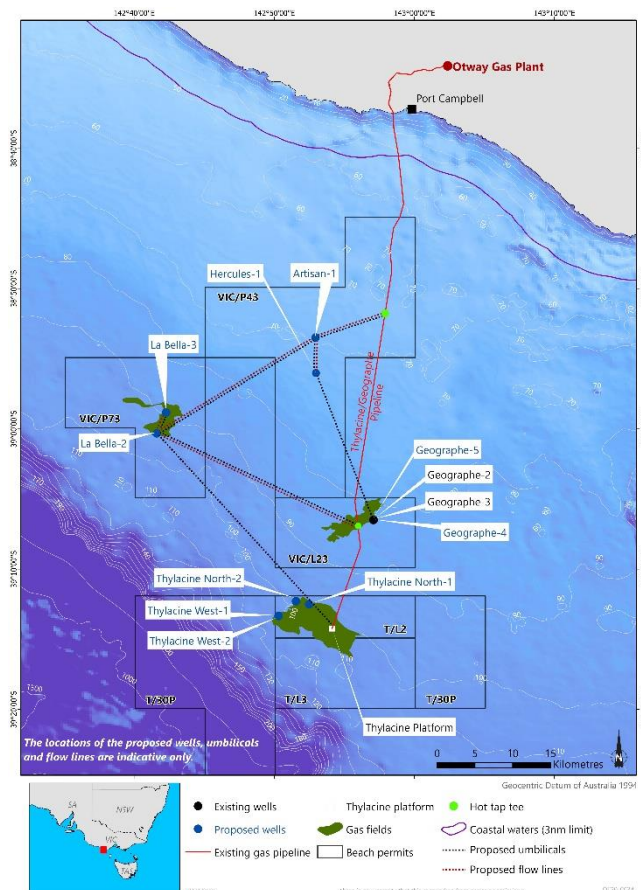 142°40'0"E
142°50'0"E
143°0'0"E
143°10'0"E
Otway Gas Plant
Port Campbell
38°40'0"S
Hercules-1
Artisan-1
38°50'0"S
VIC/P43
La Bella-3
Thylacine/Geographe
Pipeline
VIC/P73
39°0'0"S
La Bella-2
Geographe-5
Geographe-2
Geographe-3
Geographe-4
VIC/L23
39°10'0"S
Thylacine North-2
Thylacine North-1
Thylacine West-1
Thylacine West-2
T/L2
T/30P
T/L3
T/30P
39°20'0"S
Thylacine Platform
The locations of the proposed wells, umbilicals
and flow lines are indicative only.
0 5 10 15
Kilometres
N
Geocentric Datum of Australia 1994
SA
NSW
VIC
TAS
Existing wells
Thylacine platform
Hot tap tee
Proposed wells
Gas fields
Coastal waters (3nm limit)
Existing gas pipeline
Beach permits
Proposed umbilicals
Proposed flow lines